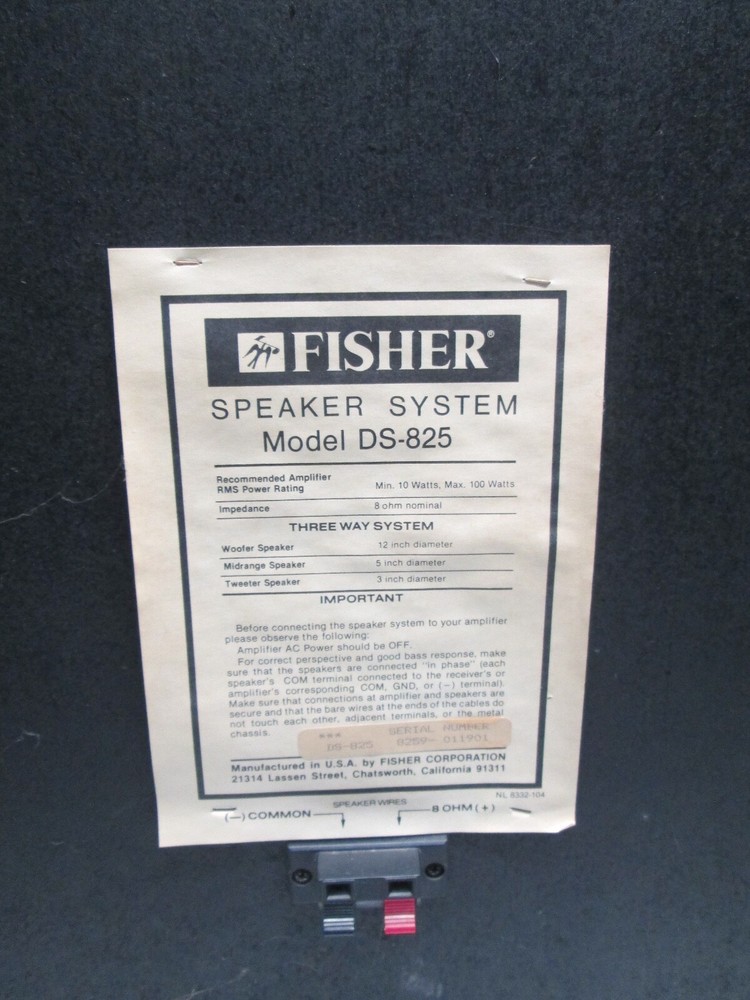 FISHER®
SPEAKER SYSTEM
Model DS-825
Recommended Amplifier
RMS Power Rating Min. 10 Watts, Max. 100 Watts
Impedance 8 ohm nominal
THREE WAY SYSTEM
Woofer Speaker 12 inch diameter
Midrange Speaker 5 inch diameter
Tweeter Speaker 3 inch diameter
IMPORTANT
Before connecting the speaker system to your amplifier
please observe the following:
Amplifier AC Power should be OFF.
For correct perspective and good bass response, make
sure that the speakers are connected "in phase" (each
speaker's COM terminal connected to the receiver's or
amplifier's corresponding COM, GND, or (−) terminal).
Make sure that connections at amplifier and speakers are
secure and that the bare wires at the ends of the cables do
not touch each other, adjacent terminals, or the metal
chassis.
*** SERIAL NUMBER
DS-825 8259- 011901
Manufactured in U.S.A. by FISHER CORPORATION
21314 Lassen Street, Chatsworth, California 91311
NL 8330-104
SPEAKER WIRES
(−) COMMON 8 OHM (+)